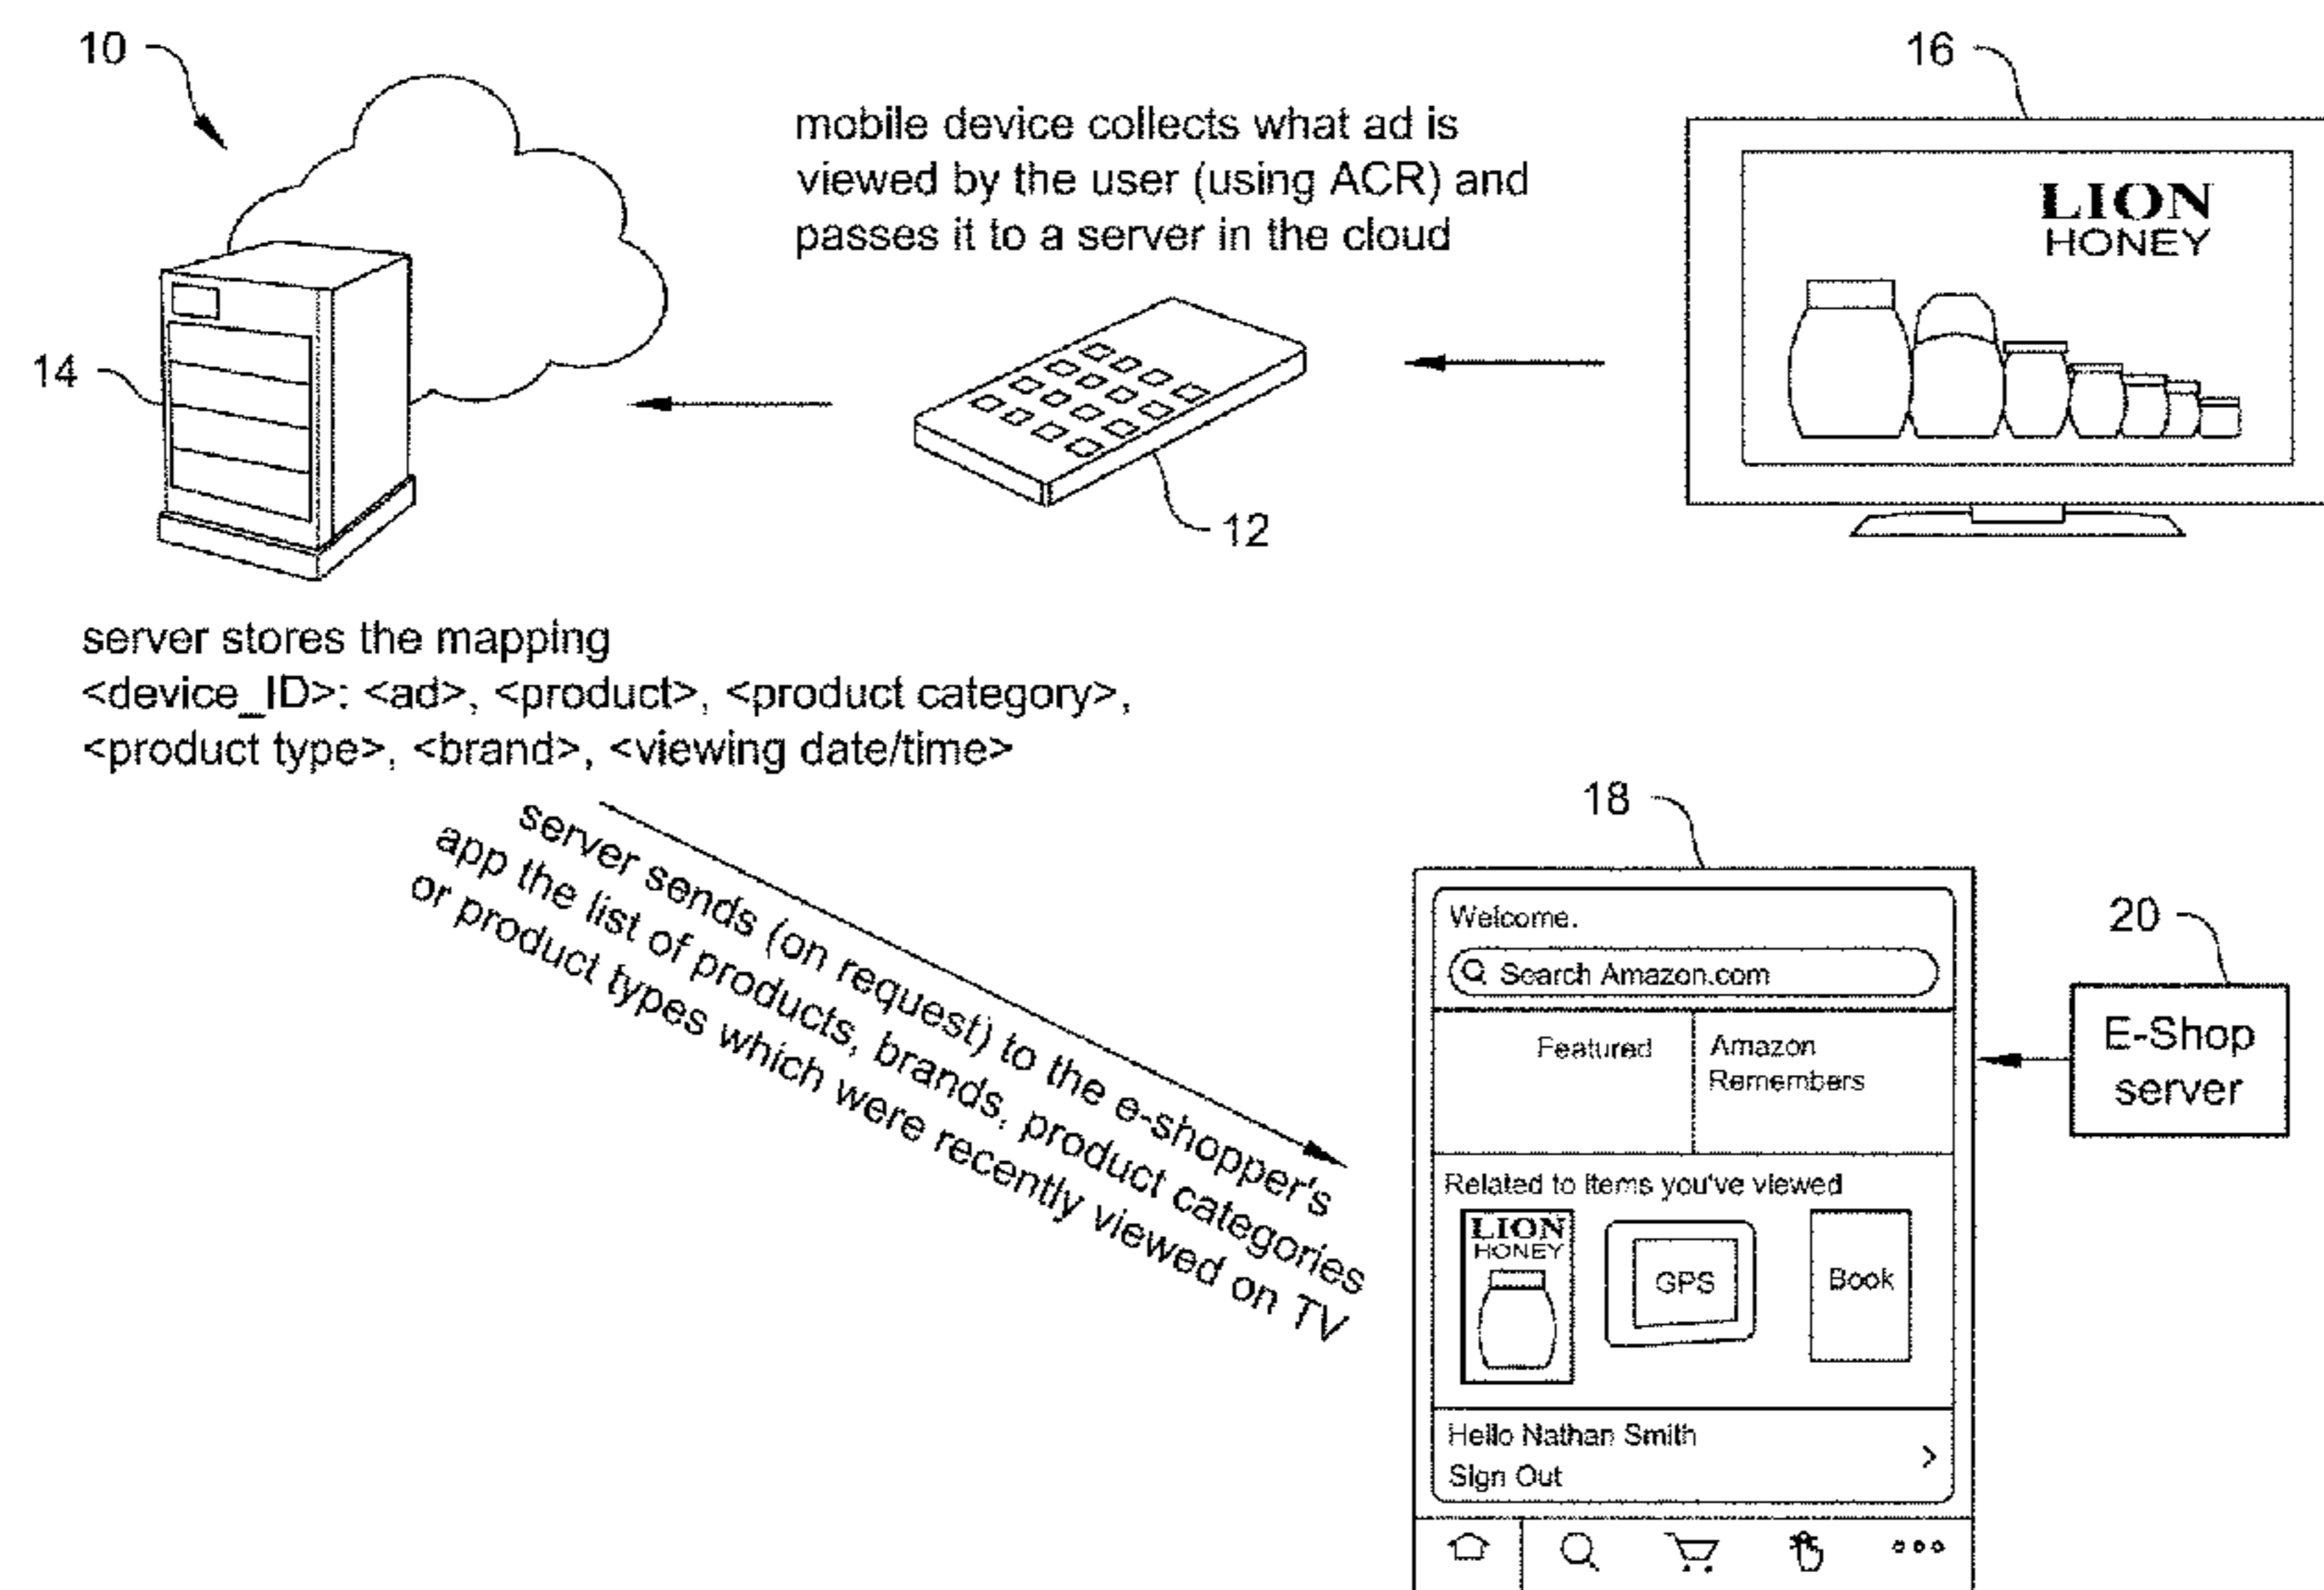 10
16
mobile device collects what ad is
viewed by the user (using ACR) and
passes it to a server in the cloud
LION
HONEY
14
12
server stores the mapping
<device_ID>: <ad>, <product>, <product category>,
<product type>, <brand>, <viewing date/time>
server sends (on request) to the e-shopper's
app the list of products, brands, product categories
or product types which were recently viewed on TV
18
Welcome.
Search Amazon.com
Featured
Amazon
Remembers
20
E-Shop
server
Related to items you've viewed
LION
HONEY
GPS
Book
Hello Nathan Smith
Sign Out